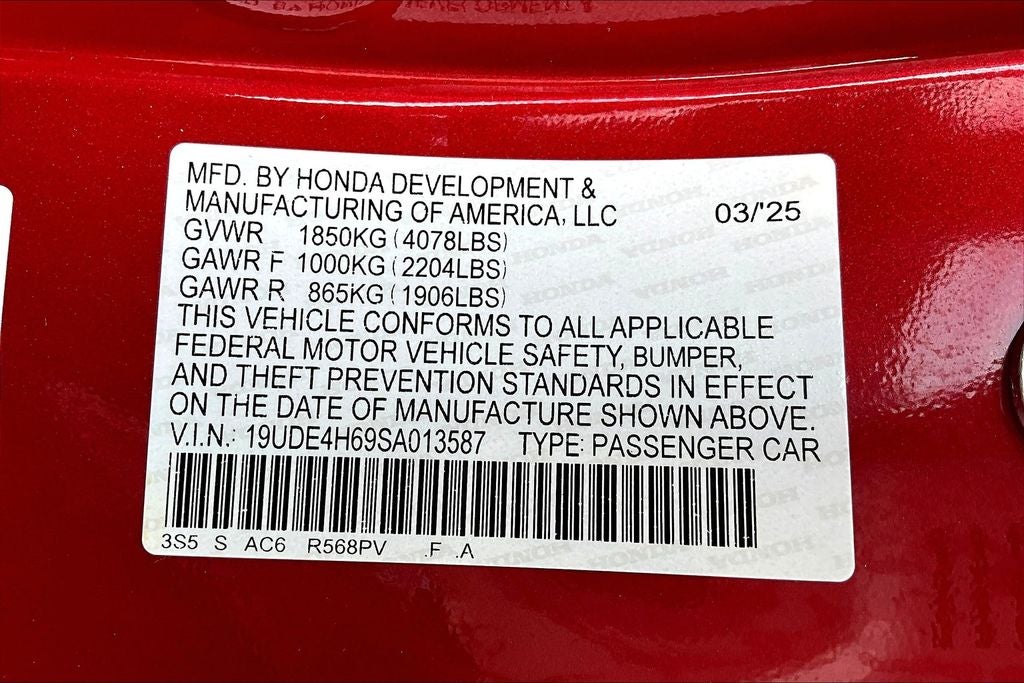 MFD. BY HONDA DEVELOPMENT &
MANUFACTURING OF AMERICA, LLC 03/'25
GVWR 1850KG (4078LBS)
GAWR F 1000KG (2204LBS)
GAWR R 865KG (1906LBS)
THIS VEHICLE CONFORMS TO ALL APPLICABLE
FEDERAL MOTOR VEHICLE SAFETY, BUMPER,
AND THEFT PREVENTION STANDARDS IN EFFECT
ON THE DATE OF MANUFACTURE SHOWN ABOVE.
V.I.N.: 19UDE4H69SA013587 TYPE: PASSENGER CAR
3S5 S AC6 R568PV .F .A